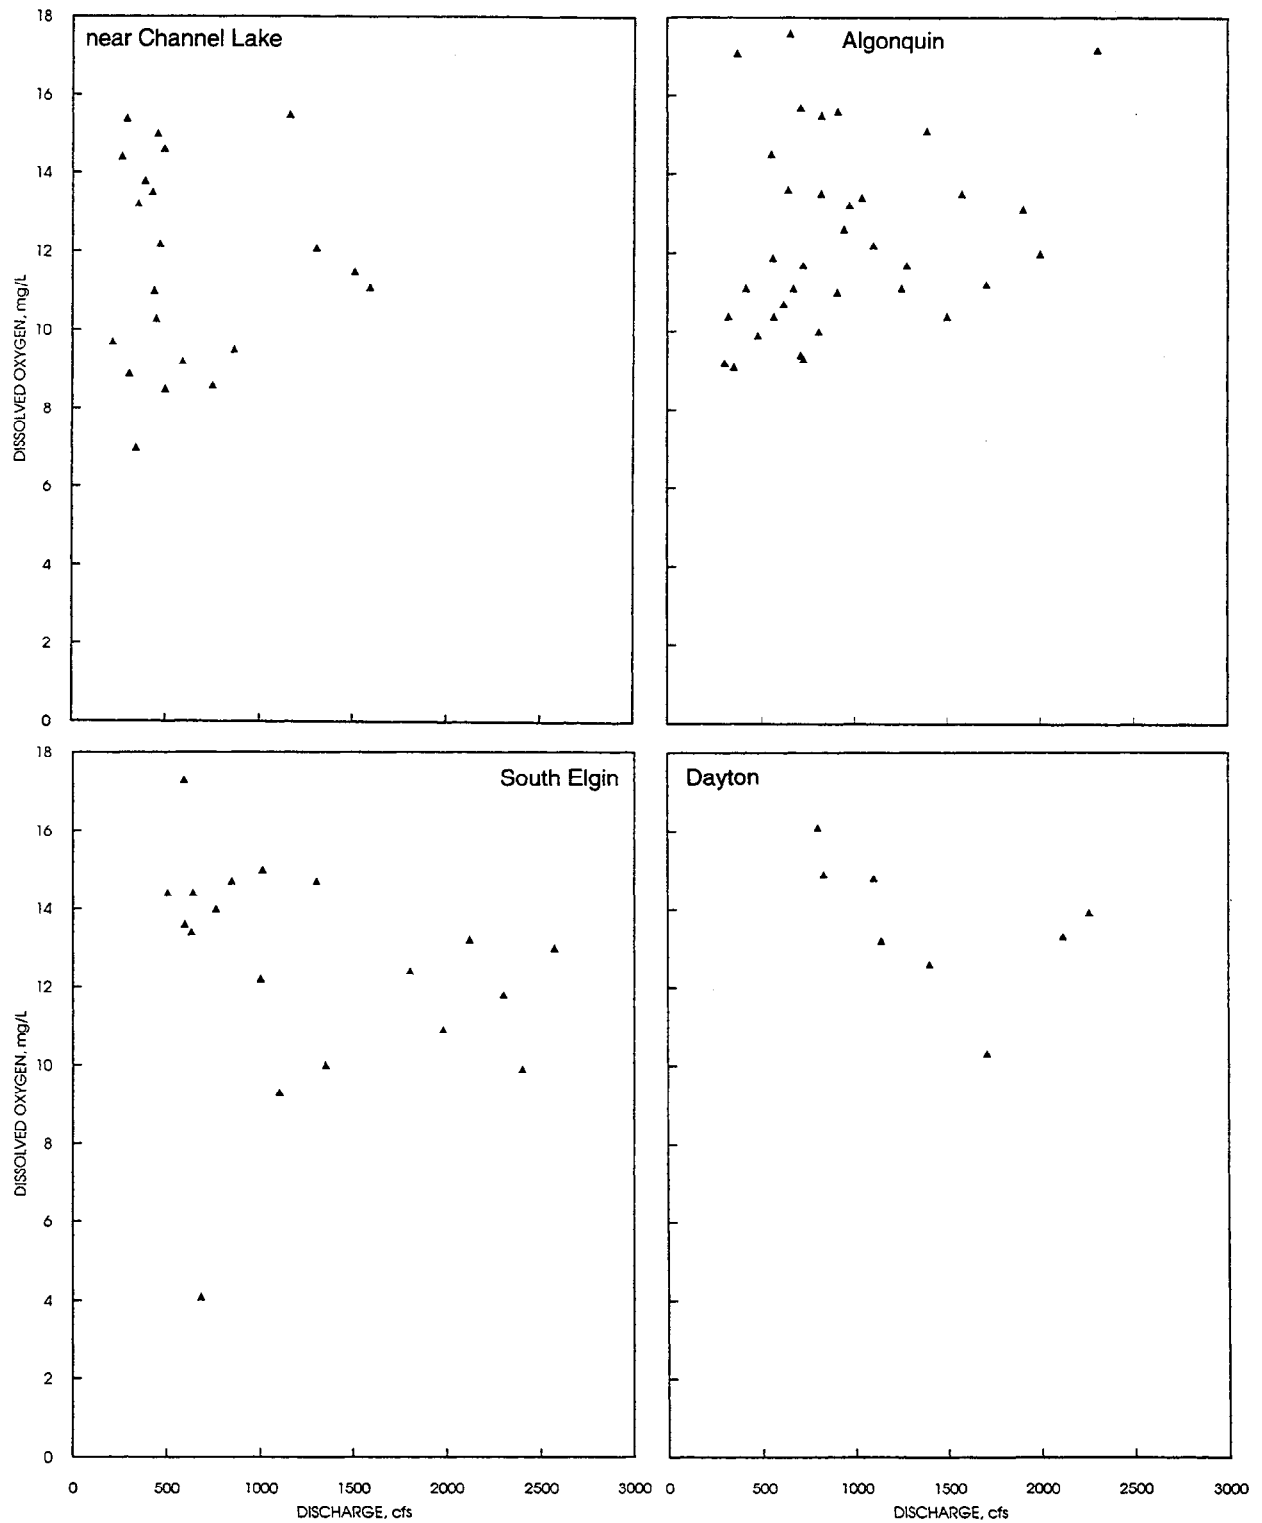 18
near Channel Lake
Algonquin
16
14
12
10
8
6
4
2
0
DISSOLVED OXYGEN, mg/L
18
South Elgin
Dayton
16
14
12
10
8
6
4
2
0
DISSOLVED OXYGEN, mg/L
0 500 1000 1500 2000 2500 3000 0 500 1000 1500 2000 2500 3000
DISCHARGE, cfs DISCHARGE, cfs